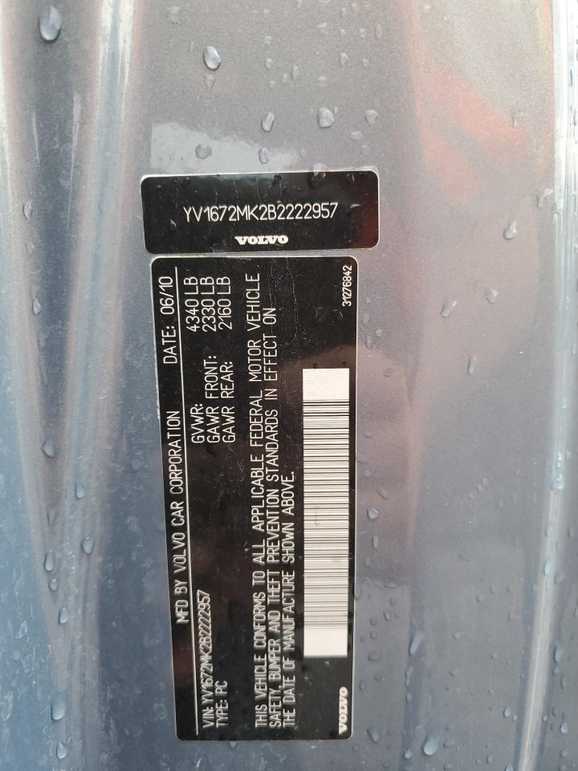 YV1672MK2B2222957
VOLVO
MFD BY VOLVO CAR CORPORATION DATE: 06/10
GVWR: 4340 LB
GAWR FRONT: 2330 LB
GAWR REAR: 2160 LB
VIN: YV1672MK2B2222957
TYPE: PC
THIS VEHICLE CONFORMS TO ALL APPLICABLE FEDERAL MOTOR VEHICLE
SAFETY, BUMPER AND THEFT PREVENTION STANDARDS IN EFFECT ON
THE DATE OF MANUFACTURE SHOWN ABOVE.
31276842
VOLVO